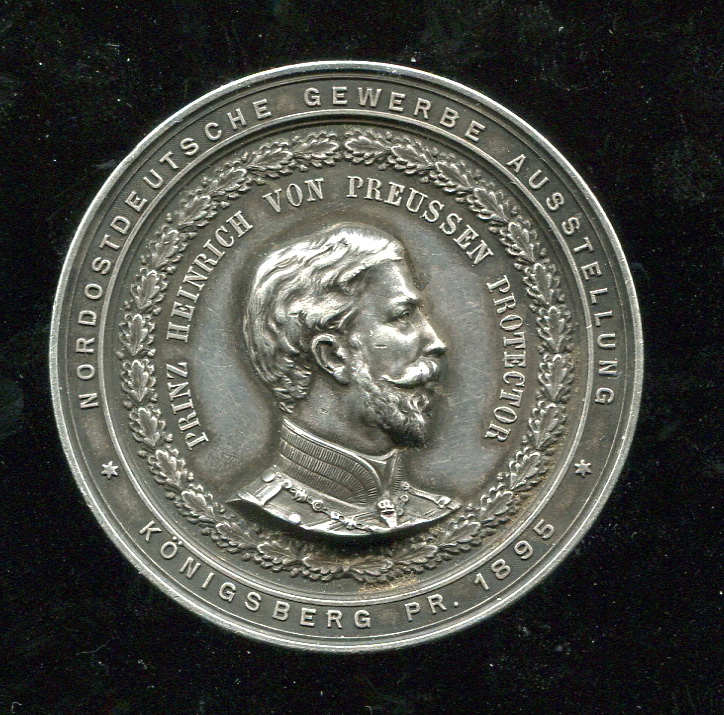 NORDOSTDEUTSCHE GEWERBE AUSSTELLUNG
PRINZ HEINRICH VON PREUSSEN PROTECTOR
KÖNIGSBERG PR. 1895